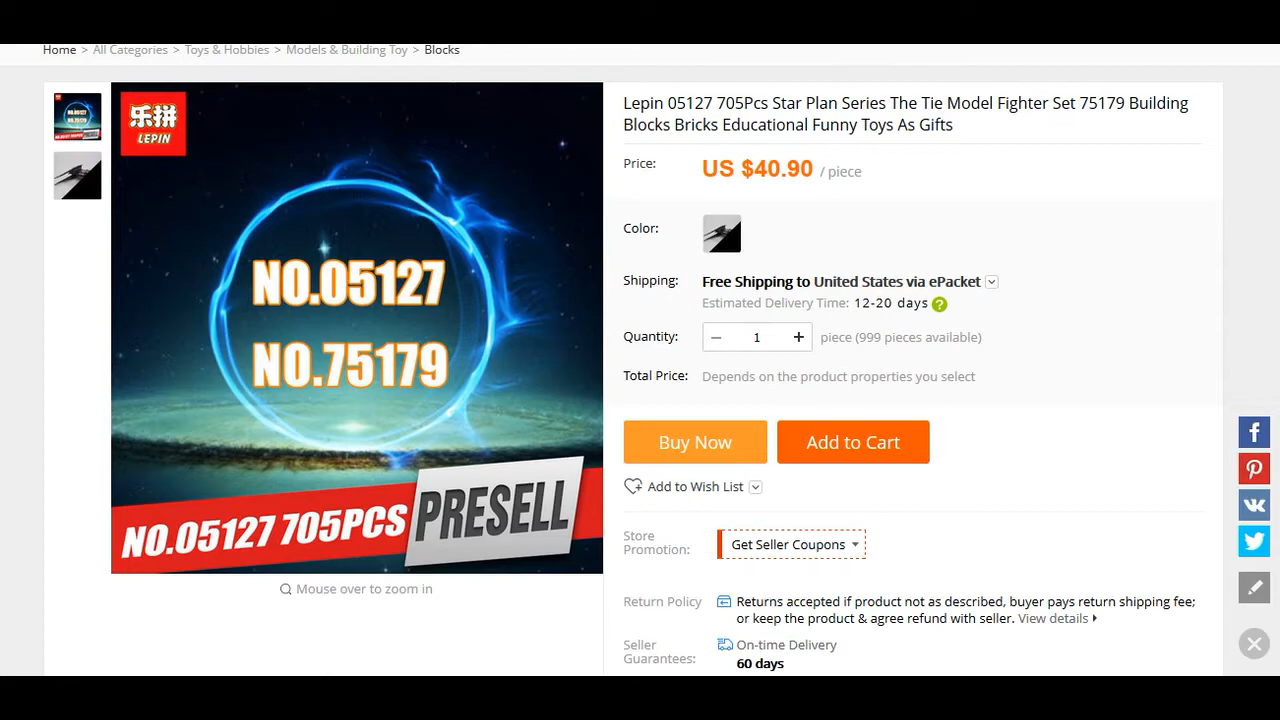 Home > All Categories > Toys & Hobbies > Models & Building Toy > Blocks
乐拼
LEPIN
NO.05127
NO.75179
NO.05127 705PCS PRESELL
Mouse over to zoom in
Lepin 05127 705Pcs Star Plan Series The Tie Model Fighter Set 75179 Building
Blocks Bricks Educational Funny Toys As Gifts
Price: US $40.90 / piece
Color:
Shipping: Free Shipping to United States via ePacket
Estimated Delivery Time: 12-20 days ?
Quantity: − 1 + piece (999 pieces available)
Total Price: Depends on the product properties you select
Buy Now Add to Cart
Add to Wish List
Store
Promotion: Get Seller Coupons
Return Policy Returns accepted if product not as described, buyer pays return shipping fee;
or keep the product & agree refund with seller. View details
Seller
Guarantees: On-time Delivery
60 days